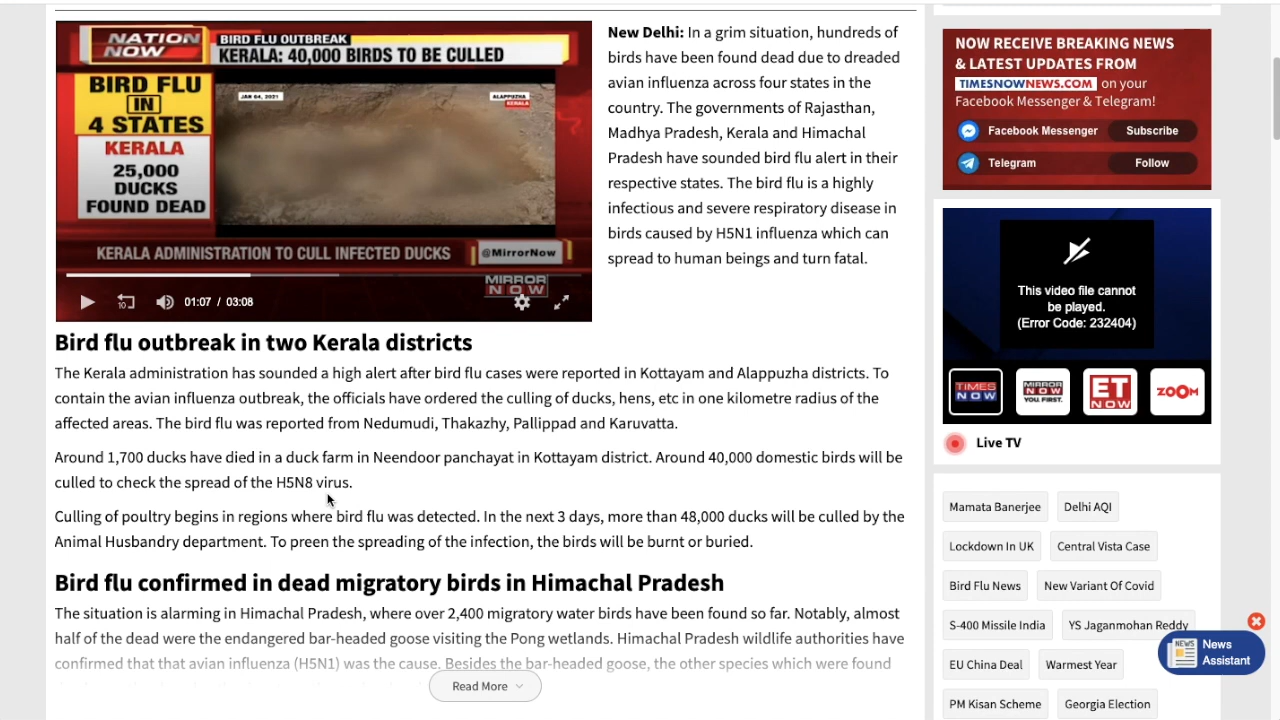 NATION
NOW
BIRD FLU OUTBREAK
KERALA: 40,000 BIRDS TO BE CULLED
BIRD FLU
IN
4 STATES
KERALA
25,000
DUCKS
FOUND DEAD
JAN 04, 2021
ALAPPUZHA
KERALA
KERALA ADMINISTRATION TO CULL INFECTED DUCKS
@MirrorNow
MIRROR
NOW
10
01:07 / 03:08
New Delhi: In a grim situation, hundreds of
birds have been found dead due to dreaded
avian influenza across four states in the
country. The governments of Rajasthan,
Madhya Pradesh, Kerala and Himachal
Pradesh have sounded bird flu alert in their
respective states. The bird flu is a highly
infectious and severe respiratory disease in
birds caused by H5N1 influenza which can
spread to human beings and turn fatal.
Bird flu outbreak in two Kerala districts
The Kerala administration has sounded a high alert after bird flu cases were reported in Kottayam and Alappuzha districts. To
contain the avian influenza outbreak, the officials have ordered the culling of ducks, hens, etc in one kilometre radius of the
affected areas. The bird flu was reported from Nedumudi, Thakazhy, Pallippad and Karuvatta.
Around 1,700 ducks have died in a duck farm in Neendoor panchayat in Kottayam district. Around 40,000 domestic birds will be
culled to check the spread of the H5N8 virus.
Culling of poultry begins in regions where bird flu was detected. In the next 3 days, more than 48,000 ducks will be culled by the
Animal Husbandry department. To preen the spreading of the infection, the birds will be burnt or buried.
Bird flu confirmed in dead migratory birds in Himachal Pradesh
The situation is alarming in Himachal Pradesh, where over 2,400 migratory water birds have been found so far. Notably, almost
half of the dead were the endangered bar-headed goose visiting the Pong wetlands. Himachal Pradesh wildlife authorities have
confirmed that that avian influenza (H5N1) was the cause. Besides the bar-headed goose, the other species which were found
Read More
NOW RECEIVE BREAKING NEWS
& LATEST UPDATES FROM
TIMESNOWNEWS.COM on your
Facebook Messenger & Telegram!
Facebook Messenger Subscribe
Telegram Follow
This video file cannot
be played.
(Error Code: 232404)
TIMES
NOW
MIRROR
NOW
YOU. FIRST.
ET
NOW
ZOOM
Live TV
Mamata Banerjee Delhi AQI
Lockdown In UK Central Vista Case
Bird Flu News New Variant Of Covid
S-400 Missile India YS Jaganmohan Reddy
EU China Deal Warmest Year
PM Kisan Scheme Georgia Election
NEWS
News
Assistant